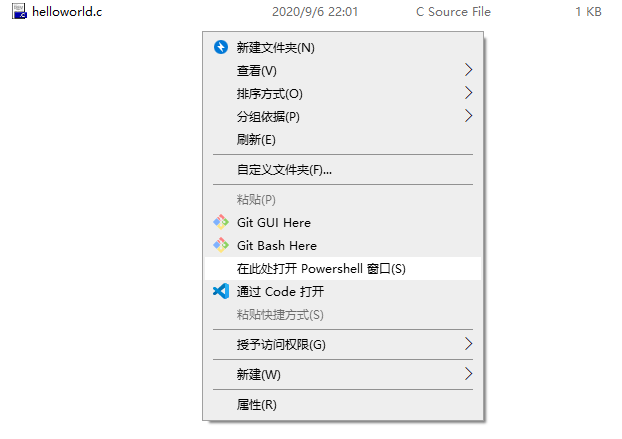 helloworld.c 2020/9/6 22:01 C Source File 1 KB
新建文件夹(N)
查看(V)
排序方式(O)
分组依据(P)
刷新(E)
自定义文件夹(F)...
粘贴(P)
Git GUI Here
Git Bash Here
在此处打开 Powershell 窗口(S)
通过 Code 打开
粘贴快捷方式(S)
授予访问权限(G)
新建(W)
属性(R)